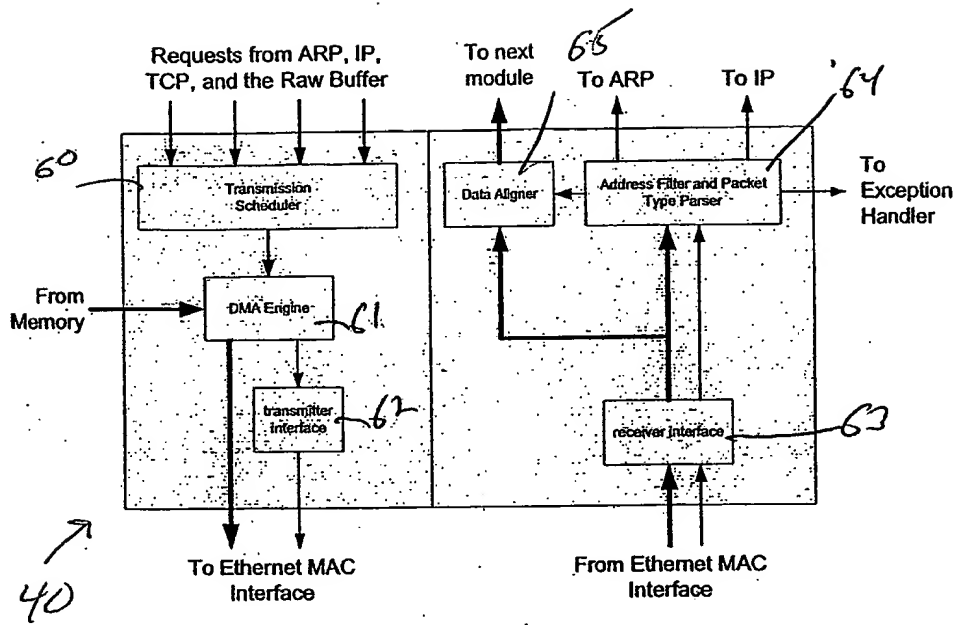 Requests from ARP, IP,
TCP, and the Raw Buffer
To next
module
65
To ARP
To IP
64
60
Transmission
Scheduler
Data Aligner
Address Filter and Packet
Type Parser
To
Exception
Handler
From
Memory
DMA Engine
61
transmitter
interface
62
receiver interface
63
40
To Ethernet MAC
Interface
From Ethernet MAC
Interface